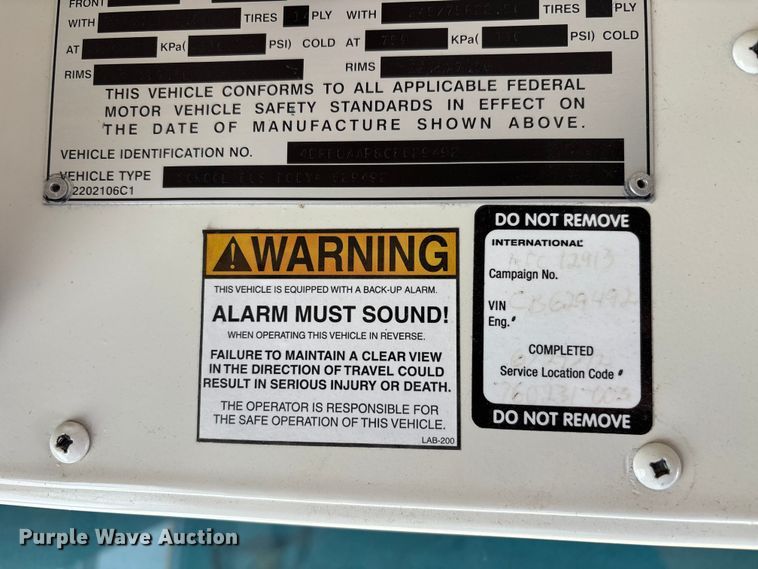 FRONT
WITH TIRES PLY WITH TIRES PLY
AT KPa( PSI) COLD AT KPa( PSI) COLD
RIMS RIMS
THIS VEHICLE CONFORMS TO ALL APPLICABLE FEDERAL
MOTOR VEHICLE SAFETY STANDARDS IN EFFECT ON
THE DATE OF MANUFACTURE SHOWN ABOVE.
VEHICLE IDENTIFICATION NO.
VEHICLE TYPE SCHOOL BUS
2202106C1
WARNING
THIS VEHICLE IS EQUIPPED WITH A BACK-UP ALARM.
ALARM MUST SOUND!
WHEN OPERATING THIS VEHICLE IN REVERSE.
FAILURE TO MAINTAIN A CLEAR VIEW
IN THE DIRECTION OF TRAVEL COULD
RESULT IN SERIOUS INJURY OR DEATH.
THE OPERATOR IS RESPONSIBLE FOR
THE SAFE OPERATION OF THIS VEHICLE.
LAB-200
DO NOT REMOVE
INTERNATIONAL
12913
Campaign No.
VIN CB629492
Eng.#
COMPLETED
Service Location Code #
DO NOT REMOVE
Purple Wave Auction